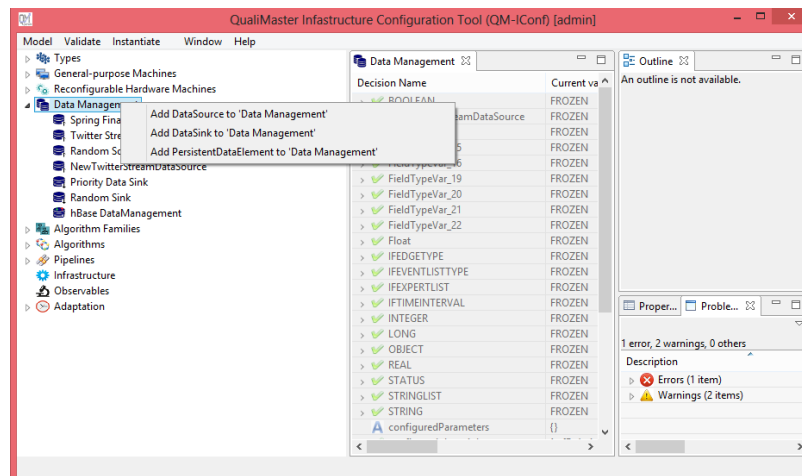 QualiMaster Infastructure Configuration Tool (QM-IConf) [admin]
Model Validate Instantiate Window Help
Types
General-purpose Machines
Reconfigurable Hardware Machines
Data Management
Spring
Twitter
Random
NewTwitterStreamDataSource
Priority Data Sink
Random Sink
hBase DataManagement
Algorithm Families
Algorithms
Pipelines
Infrastructure
Observables
Adaptation
Add DataSource to 'Data Management'
Add DataSink to 'Data Management'
Add PersistentDataElement to 'Data Management'
Data Management
Decision Name Current va
BOOLEAN FROZEN
eamDataSource FROZEN
FROZEN
5 FROZEN
FieldTypeVar_16 FROZEN
FieldTypeVar_19 FROZEN
FieldTypeVar_20 FROZEN
FieldTypeVar_21 FROZEN
FieldTypeVar_22 FROZEN
Float FROZEN
IFEDGETYPE FROZEN
IFEVENTLISTTYPE FROZEN
IFEXPERTLIST FROZEN
IFTIMEINTERVAL FROZEN
INTEGER FROZEN
LONG FROZEN
OBJECT FROZEN
REAL FROZEN
STATUS FROZEN
STRINGLIST FROZEN
STRING FROZEN
configuredParameters {}
Outline
An outline is not available.
Proper... Proble...
1 error, 2 warnings, 0 others
Description
Errors (1 item)
Warnings (2 items)